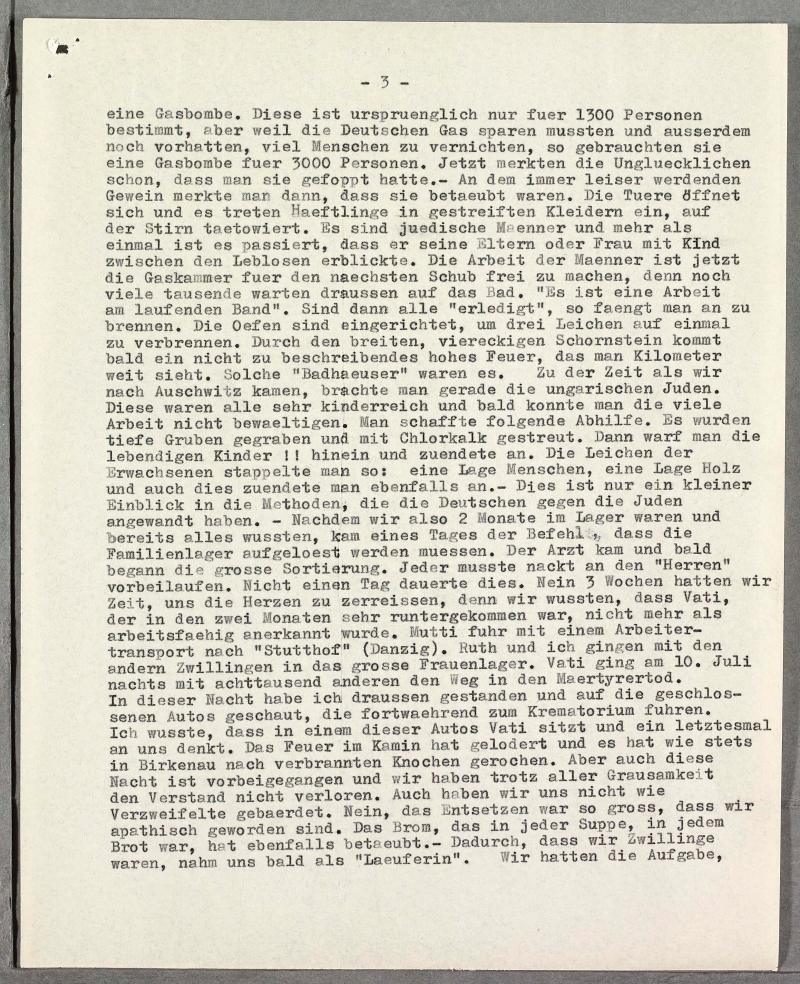 - 3 -
eine Gasbombe. Diese ist urspruenglich nur fuer 1300 Personen
bestimmt, aber weil die Deutschen Gas sparen mussten und ausserdem
noch vorhatten, viel Menschen zu vernichten, so gebrauchten sie
eine Gasbombe fuer 3000 Personen. Jetzt merkten die Ungluecklichen
schon, dass man sie gefoppt hatte.- An dem immer leiser werdenden
Gewein merkte man dann, dass sie betaeubt waren. Die Tuere öffnet
sich und es treten Haeftlinge in gestreiften Kleidern ein, auf
der Stirn taetowiert. Es sind juedische Maenner und mehr als
einmal ist es passiert, dass er seine Eltern oder Frau mit KInd
zwischen den Leblosen erblickte. Die Arbeit der Maenner ist jetzt
die Gaskammer fuer den naechsten Schub frei zu machen, denn noch
viele tausende warten draussen auf das Bad. "Es ist eine Arbeit
am laufenden Band". Sind dann alle "erledigt", so faengt man an zu
brennen. Die Oefen sind eingerichtet, um drei Leichen auf einmal
zu verbrennen. Durch den breiten, viereckigen Schornstein kommt
bald ein nicht zu beschreibendes hohes Feuer, das man Kilometer
weit sieht. Solche "Badhaeuser" waren es. Zu der Zeit als wir
nach Auschwitz kamen, brachte man gerade die ungarischen Juden.
Diese waren alle sehr kinderreich und bald konnte man die viele
Arbeit nicht bewaeltigen. Man schaffte folgende Abhilfe. Es wurden
tiefe Gruben gegraben und mit Chlorkalk gestreut. Dann warf man die
lebendigen Kinder !! hinein und zuendete an. Die Leichen der
Erwachsenen stappelte man so: eine Lage Menschen, eine Lage Holz
und auch dies zuendete man ebenfalls an.- Dies ist nur ein kleiner
Einblick in die Methoden, die die Deutschen gegen die Juden
angewandt haben. - Nachdem wir also 2 Monate im Lager waren und
bereits alles wussten, kam eines Tages der Befehl, dass die
Familienlager aufgeloest werden muessen. Der Arzt kam und bald
begann die grosse Sortierung. Jeder musste nackt an den "Herren"
vorbeilaufen. Nicht einen Tag dauerte dies. Nein 3 Wochen hatten wir
Zeit, uns die Herzen zu zerreissen, denn wir wussten, dass Vati,
der in den zwei Monaten sehr runtergekommen war, nicht mehr als
arbeitsfaehig anerkannt wurde. Mutti fuhr mit einem Arbeiter-
transport nach "Stutthof" (Danzig). Ruth und ich gingen mit den
andern Zwillingen in das grosse Frauenlager. Vati ging am 10. Juli
nachts mit achttausend anderen den Weg in den Maertyrertod.
In dieser Nacht habe ich draussen gestanden und auf die geschlos-
senen Autos geschaut, die fortwaehrend zum Krematorium fuhren.
Ich wusste, dass in einem dieser Autos Vati sitzt und ein letztesmal
an uns denkt. Das Feuer im Kamin hat gelodert und es hat wie stets
in Birkenau nach verbrannten Knochen gerochen. Aber auch diese
Nacht ist vorbeigegangen und wir haben trotz aller Grausamkeit
den Verstand nicht verloren. Auch haben wir uns nicht wie
Verzweifelte gebaerdet. Nein, das Entsetzen war so gross, dass wir
apathisch geworden sind. Das Brom, das in jeder Suppe, in jedem
Brot war, hat ebenfalls betaeubt.- Dadurch, dass wir Zwillinge
waren, nahm uns bald als "Laeuferin". Wir hatten die Aufgabe,